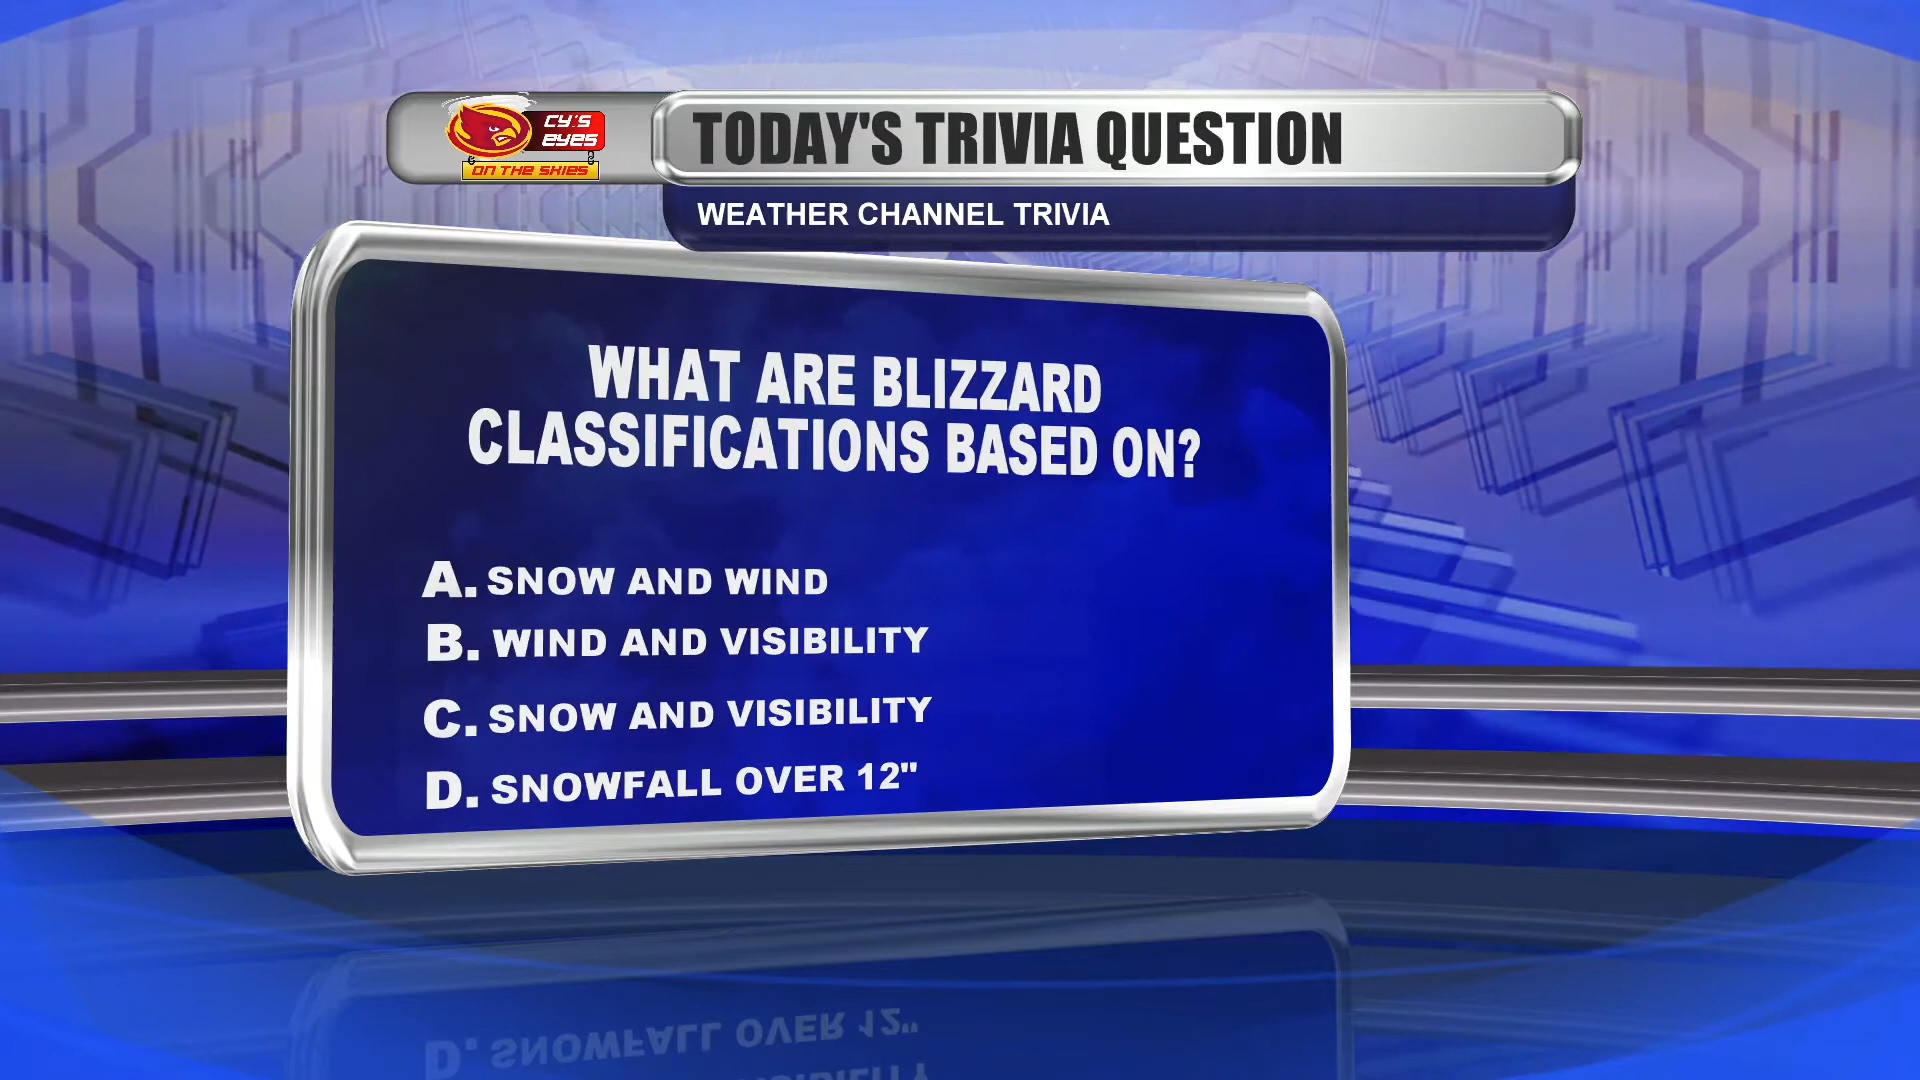 CY'S
EYES
ON THE SKIES
TODAY'S TRIVIA QUESTION
WEATHER CHANNEL TRIVIA
WHAT ARE BLIZZARD
CLASSIFICATIONS BASED ON?
A. SNOW AND WIND
B. WIND AND VISIBILITY
C. SNOW AND VISIBILITY
D. SNOWFALL OVER 12"